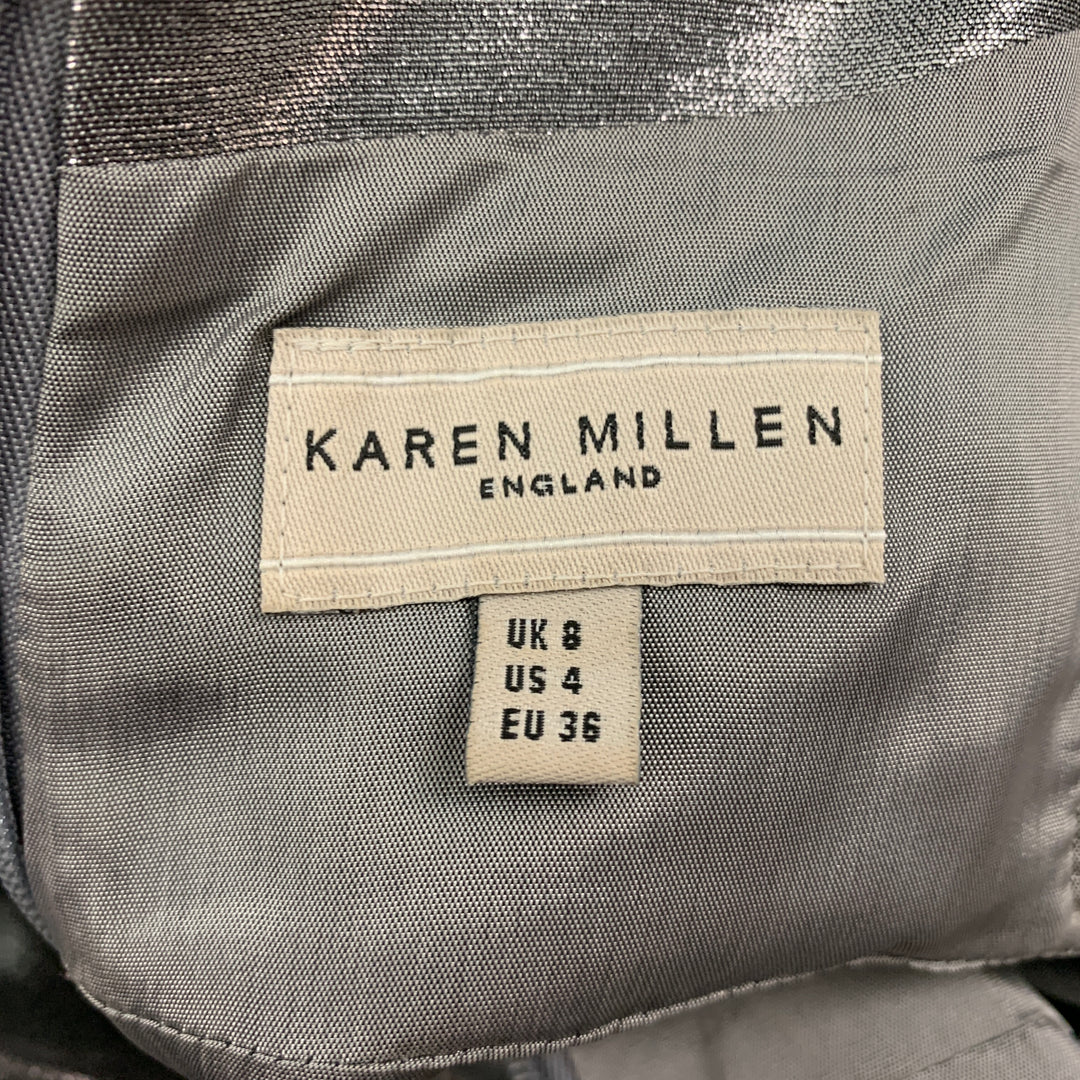 KAREN MILLEN
ENGLAND
UK 8
US 4
EU 36